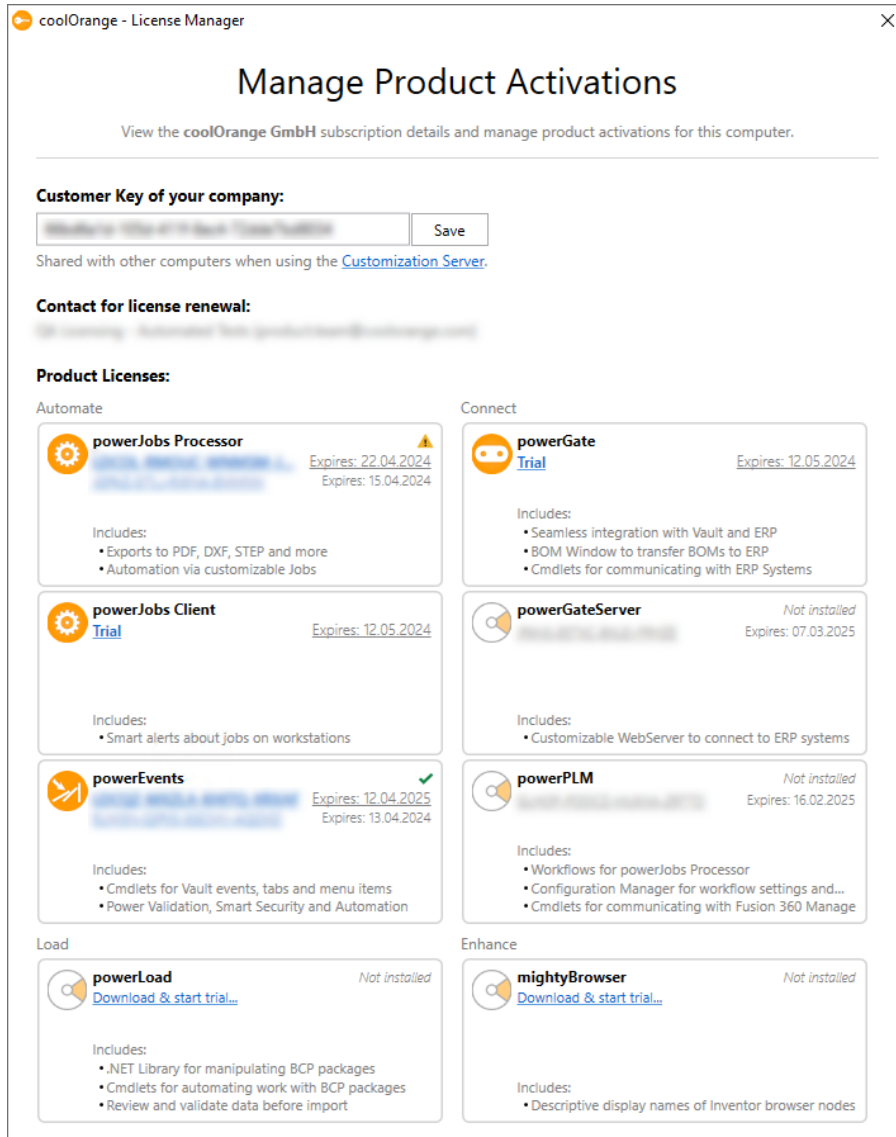 coolOrange - License Manager
Manage Product Activations
View the coolOrange GmbH subscription details and manage product activations for this computer.
Customer Key of your company:
Save
Shared with other computers when using the Customization Server.
Contact for license renewal:
Product Licenses:
Automate
powerJobs Processor
Expires: 22.04.2024
Expires: 15.04.2024
Includes:
• Exports to PDF, DXF, STEP and more
• Automation via customizable Jobs
powerJobs Client
Trial
Expires: 12.05.2024
Includes:
• Smart alerts about jobs on workstations
powerEvents
Expires: 12.04.2025
Expires: 13.04.2024
Includes:
• Cmdlets for Vault events, tabs and menu items
• Power Validation, Smart Security and Automation
Connect
powerGate
Trial
Expires: 12.05.2024
Includes:
• Seamless integration with Vault and ERP
• BOM Window to transfer BOMs to ERP
• Cmdlets for communicating with ERP Systems
powerGateServer
Not installed
Expires: 07.03.2025
Includes:
• Customizable WebServer to connect to ERP systems
powerPLM
Not installed
Expires: 16.02.2025
Includes:
• Workflows for powerJobs Processor
• Configuration Manager for workflow settings and...
• Cmdlets for communicating with Fusion 360 Manage
Load
powerLoad
Not installed
Download & start trial...
Includes:
• .NET Library for manipulating BCP packages
• Cmdlets for automating work with BCP packages
• Review and validate data before import
Enhance
mightyBrowser
Not installed
Download & start trial...
Includes:
• Descriptive display names of Inventor browser nodes